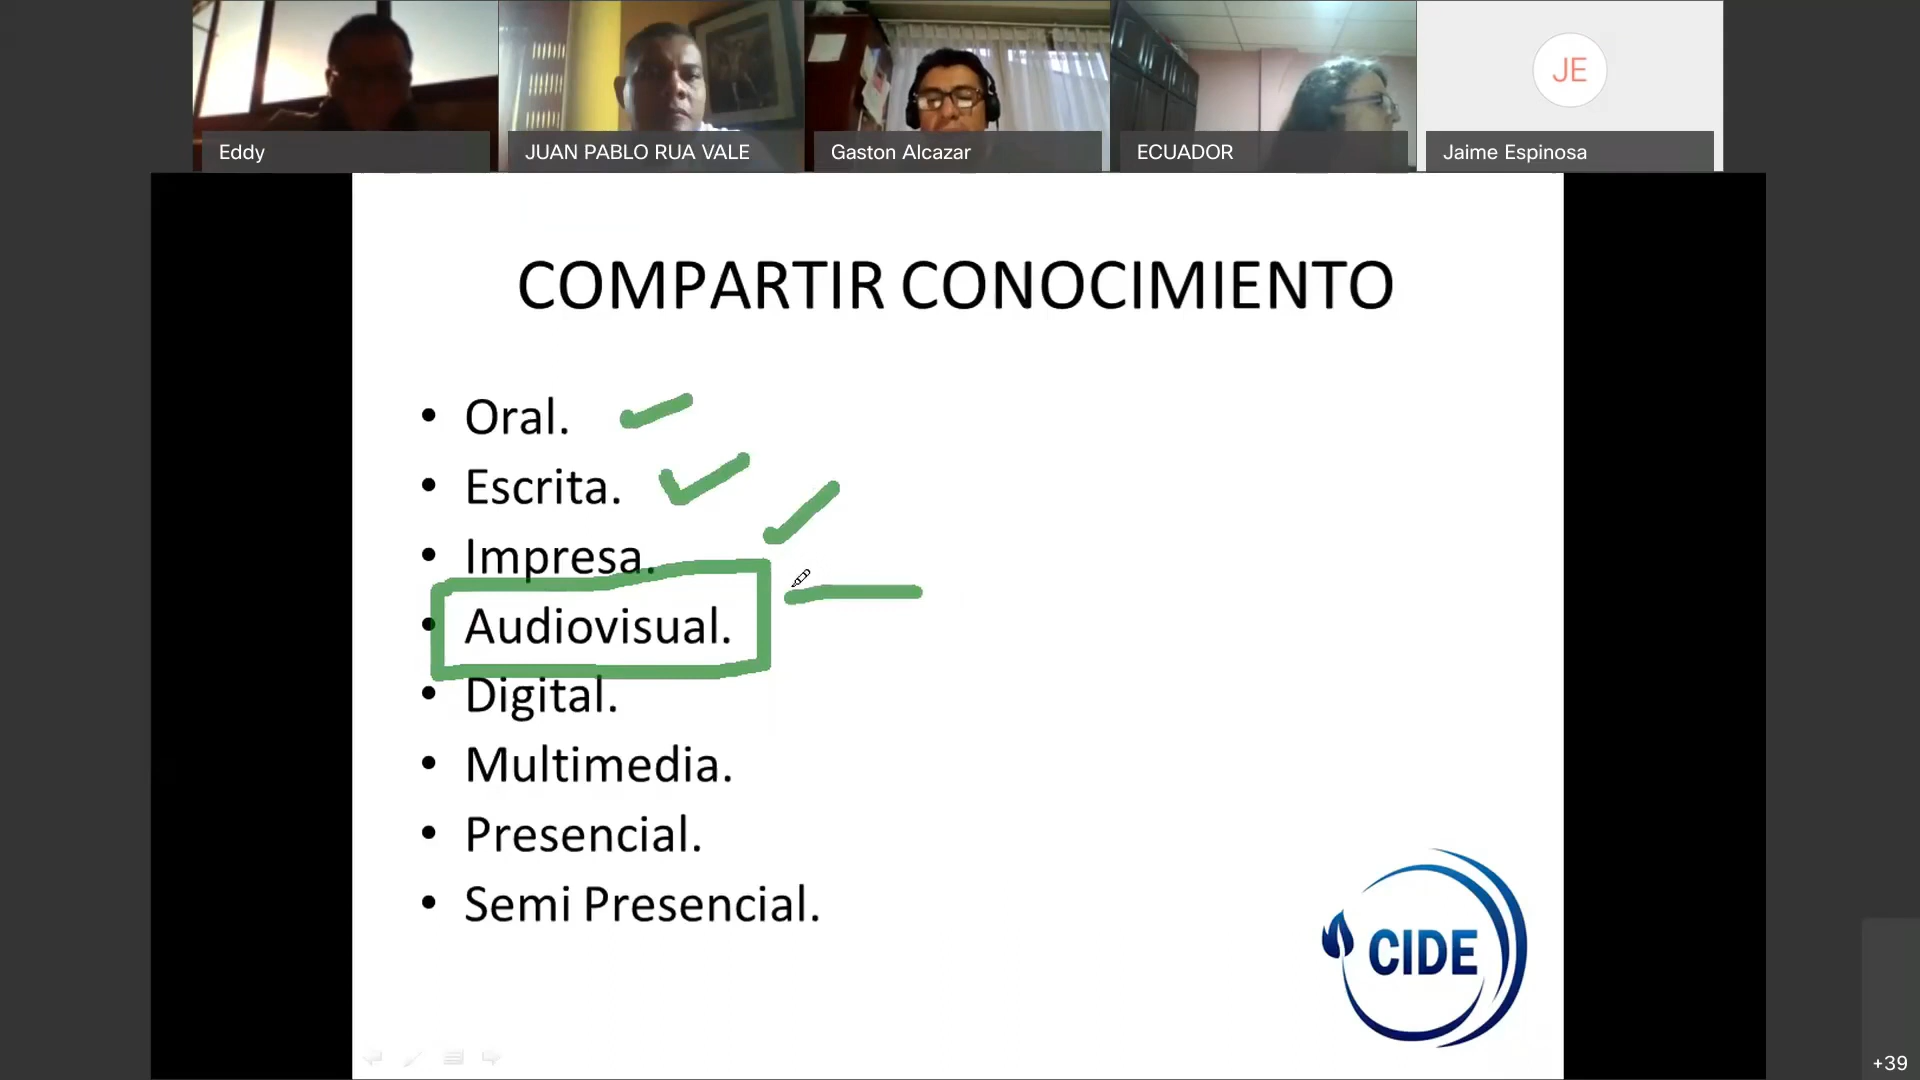 Eddy
JUAN PABLO RUA VALE
Gaston Alcazar
ECUADOR
JE
Jaime Espinosa
COMPARTIR CONOCIMIENTO
• Oral.
• Escrita.
• Impresa.
• Audiovisual.
• Digital.
• Multimedia.
• Presencial.
• Semi Presencial.
CIDE
+39